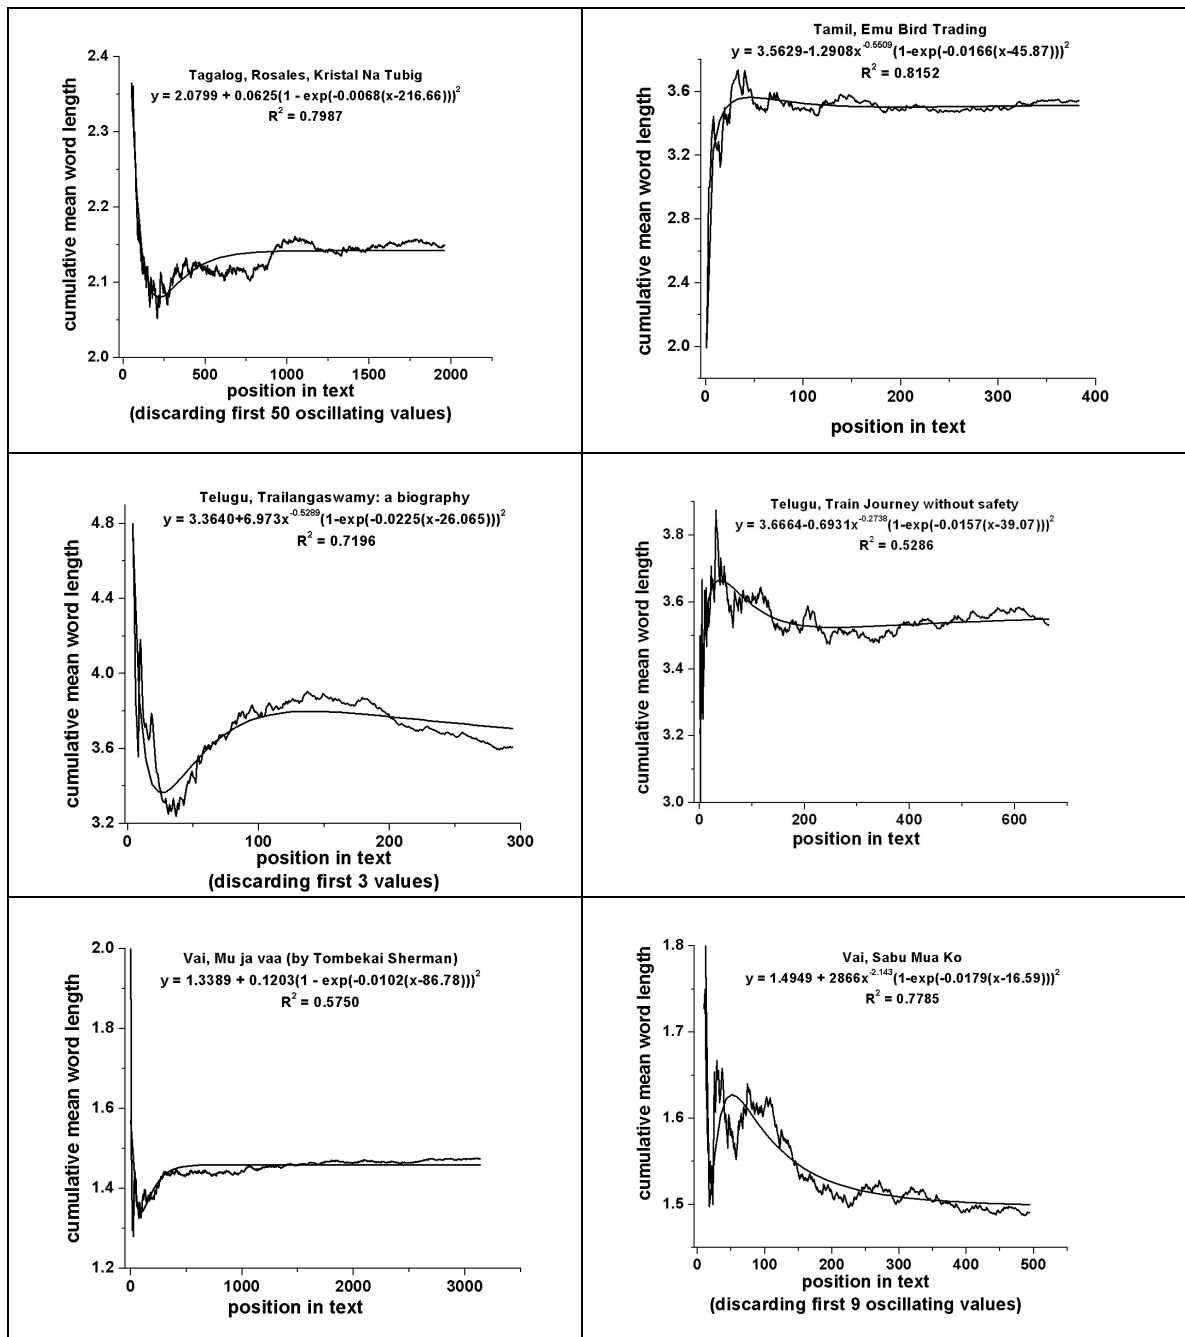 Tagalog, Rosales, Kristal Na Tubig
y = 2.0799 + 0.0625(1 - exp(-0.0068(x-216.66)))²
R² = 0.7987
cumulative mean word length
2.4
2.3
2.2
2.1
2.0
0 500 1000 1500 2000
position in text
(discarding first 50 oscillating values)
Tamil, Emu Bird Trading
y = 3.5629-1.2908x^-0.5509(1-exp(-0.0166(x-45.87)))²
R² = 0.8152
cumulative mean word length
3.6
3.2
2.8
2.4
2.0
0 100 200 300 400
position in text
Telugu, Trailangaswamy: a biography
y = 3.3640+6.973x^-0.5289(1-exp(-0.0225(x-26.065)))²
R² = 0.7196
cumulative mean word length
4.8
4.4
4.0
3.6
3.2
0 100 200 300
position in text
(discarding first 3 values)
Telugu, Train Journey without safety
y = 3.6664-0.6931x^-0.2738(1-exp(-0.0157(x-39.07)))²
R² = 0.5286
cumulative mean word length
3.8
3.6
3.4
3.2
3.0
0 200 400 600
position in text
Vai, Mu ja vaa (by Tombekai Sherman)
y = 1.3389 + 0.1203(1 - exp(-0.0102(x-86.78)))²
R² = 0.5750
cumulative mean word length
2.0
1.8
1.6
1.4
1.2
0 1000 2000 3000
position in text
Vai, Sabu Mua Ko
y = 1.4949 + 2866x^-2.143(1-exp(-0.0179(x-16.59)))²
R² = 0.7785
cumulative mean word length
1.8
1.7
1.6
1.5
0 100 200 300 400 500
position in text
(discarding first 9 oscillating values)